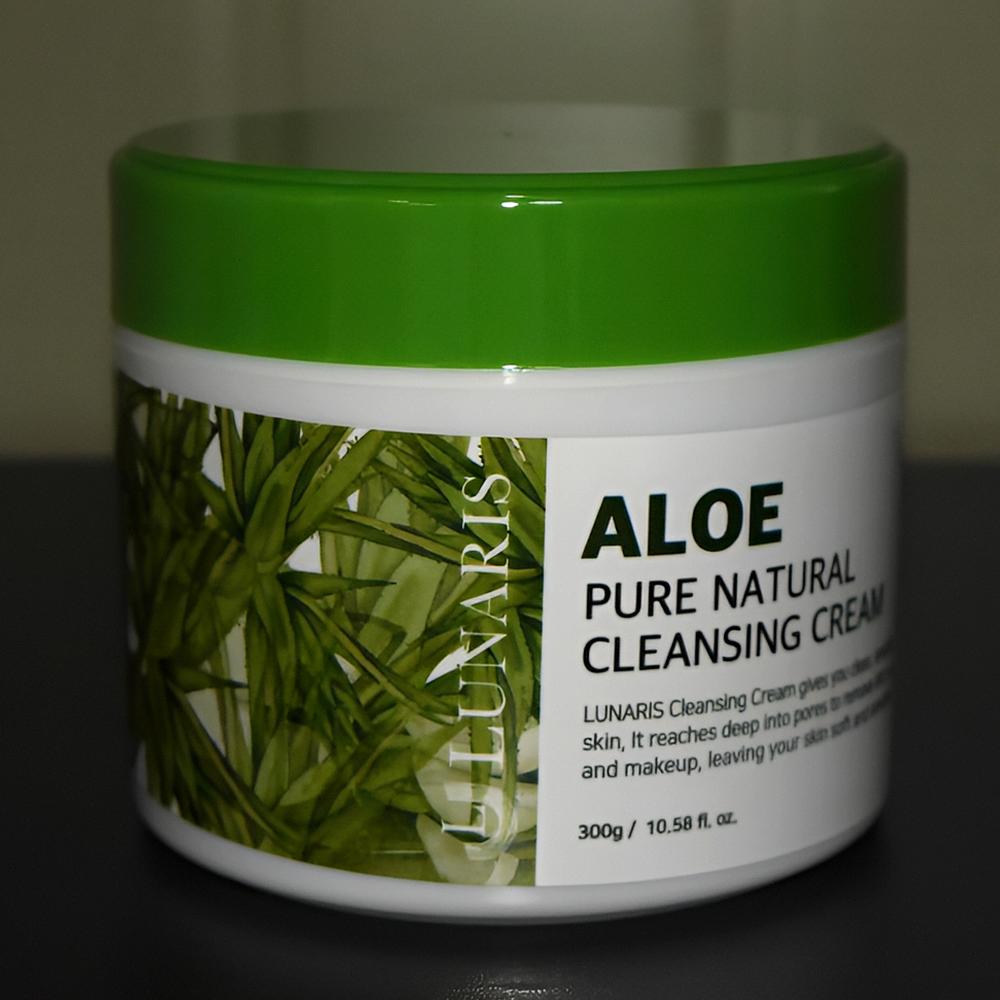 LUNARIS
ALOE
PURE NATURAL
CLEANSING CREAM
LUNARIS Cleansing Cream gives you clean,
skin, It reaches deep into pores to remove
and makeup, leaving your skin soft and
300g / 10.58 fl. oz.